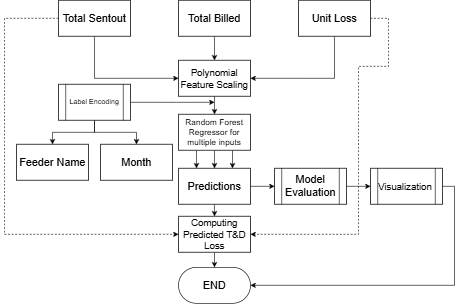 Total Sentout
Total Billed
Unit Loss
Polynomial
Feature Scaling
Label Encoding
Random Forest
Regressor for
multiple inputs
Feeder Name
Month
Predictions
Model
Evaluation
Visualization
Computing
Predicted T&D
Loss
END